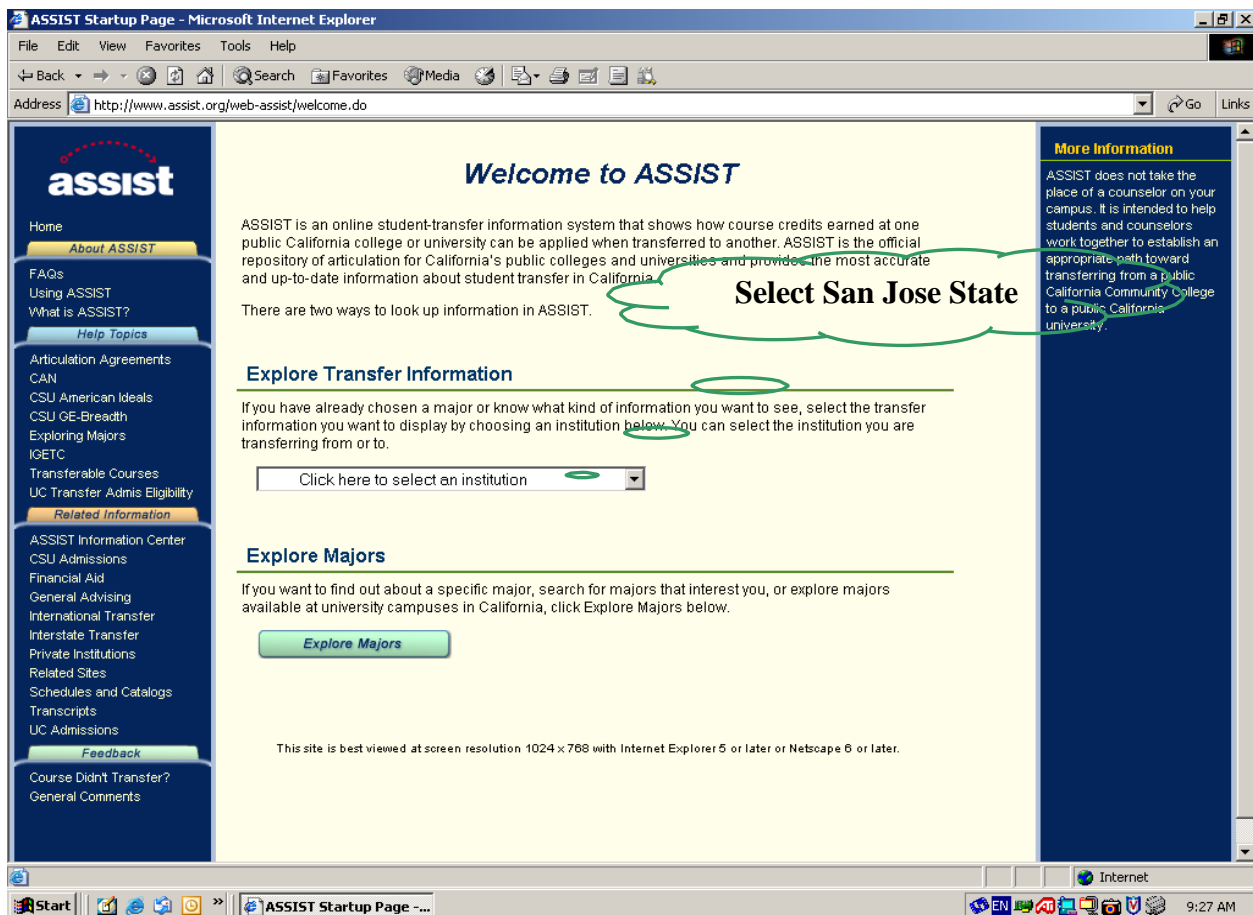 ASSIST Startup Page - Microsoft Internet Explorer
File Edit View Favorites Tools Help
Back Search Favorites Media
Address http://www.assist.org/web-assist/welcome.do Go Links
assist
Home
About ASSIST
FAQs
Using ASSIST
What is ASSIST?
Help Topics
Articulation Agreements
CAN
CSU American Ideals
CSU GE-Breadth
Exploring Majors
IGETC
Transferable Courses
UC Transfer Admis Eligibility
Related Information
ASSIST Information Center
CSU Admissions
Financial Aid
General Advising
International Transfer
Interstate Transfer
Private Institutions
Related Sites
Schedules and Catalogs
Transcripts
UC Admissions
Feedback
Course Didn't Transfer?
General Comments
Welcome to ASSIST
ASSIST is an online student-transfer information system that shows how course credits earned at one
public California college or university can be applied when transferred to another. ASSIST is the official
repository of articulation for California's public colleges and universities and provides the most accurate
and up-to-date information about student transfer in California.
Select San Jose State
There are two ways to look up information in ASSIST.
Explore Transfer Information
If you have already chosen a major or know what kind of information you want to see, select the transfer
information you want to display by choosing an institution below. You can select the institution you are
transferring from or to.
Click here to select an institution
Explore Majors
If you want to find out about a specific major, search for majors that interest you, or explore majors
available at university campuses in California, click Explore Majors below.
Explore Majors
This site is best viewed at screen resolution 1024 x 768 with Internet Explorer 5 or later or Netscape 6 or later.
More Information
ASSIST does not take the
place of a counselor on your
campus. It is intended to help
students and counselors
work together to establish an
appropriate path toward
transferring from a public
California Community College
to a public California
university.
Internet
Start » ASSIST Startup Page -... EN 9:27 AM